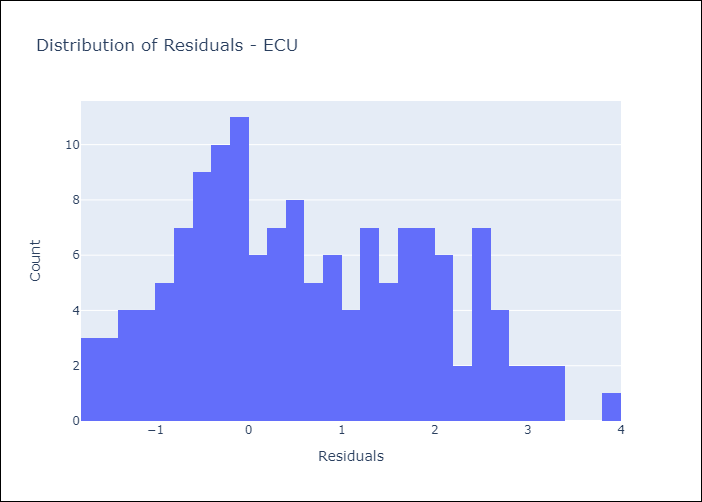 Distribution of Residuals - ECU
10
8
6
4
2
0
Count
−1 0 1 2 3 4
Residuals